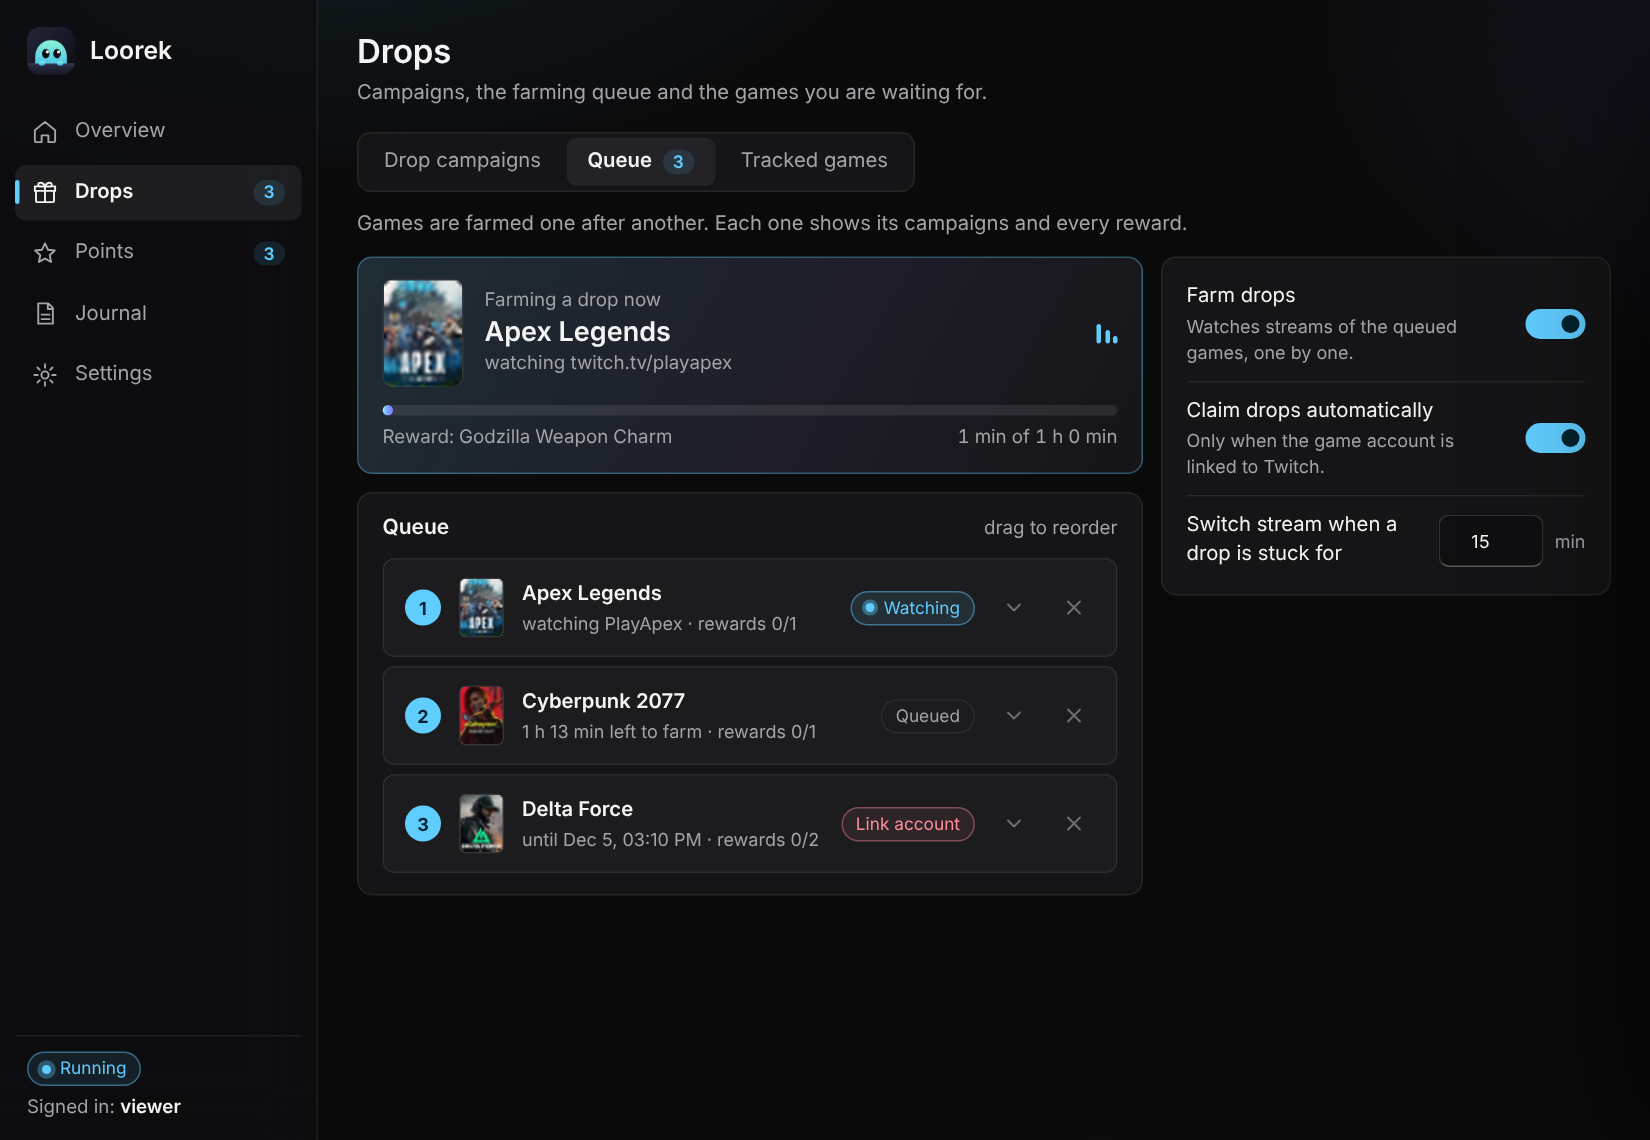 Loorek
Overview
Drops 3
Points 3
Journal
Settings
Running
Signed in: viewer
Drops
Campaigns, the farming queue and the games you are waiting for.
Drop campaigns
Queue 3
Tracked games
Games are farmed one after another. Each one shows its campaigns and every reward.
APEX
Farming a drop now
Apex Legends
watching twitch.tv/playapex
Reward: Godzilla Weapon Charm
1 min of 1 h 0 min
Queue
drag to reorder
1
APEX
Apex Legends
watching PlayApex · rewards 0/1
Watching
2
Cyberpunk 2077
1 h 13 min left to farm · rewards 0/1
Queued
3
DELTA FORCE
Delta Force
until Dec 5, 03:10 PM · rewards 0/2
Link account
Farm drops
Watches streams of the queued
games, one by one.
Claim drops automatically
Only when the game account is
linked to Twitch.
Switch stream when a
drop is stuck for
15
min